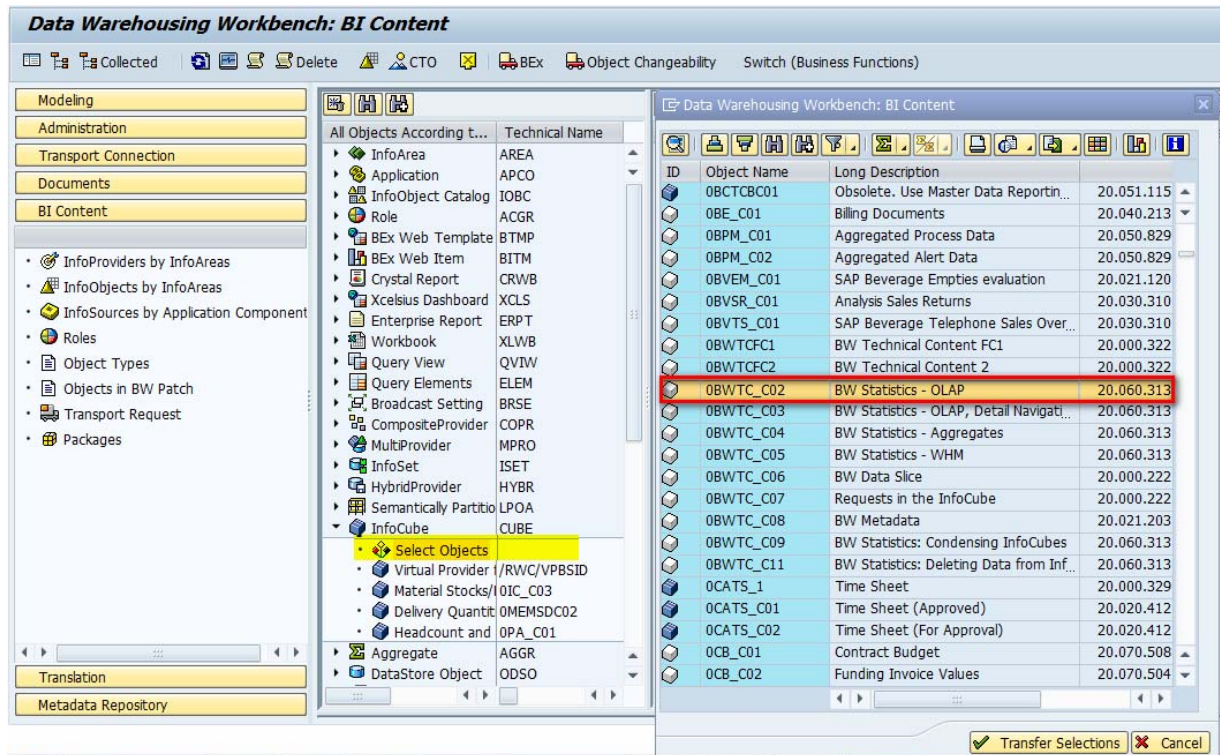 Data Warehousing Workbench: BI Content
Collected Delete CTO BEx Object Changeability Switch (Business Functions)
Modeling
Administration
Transport Connection
Documents
BI Content
InfoProviders by InfoAreas
InfoObjects by InfoAreas
InfoSources by Application Component
Roles
Object Types
Objects in BW Patch
Transport Request
Packages
Translation
Metadata Repository
All Objects According t... Technical Name
InfoArea AREA
Application APCO
InfoObject Catalog IOBC
Role ACGR
BEx Web Template BTMP
BEx Web Item BITM
Crystal Report CRWB
Xcelsius Dashboard XCLS
Enterprise Report ERPT
Workbook XLWB
Query View QVIW
Query Elements ELEM
Broadcast Setting BRSE
CompositeProvider COPR
MultiProvider MPRO
InfoSet ISET
HybridProvider HYBR
Semantically Partitio LPOA
InfoCube CUBE
Select Objects
Virtual Provider /RWC/VPBSID
Material Stocks/ 0IC_C03
Delivery Quantit 0MEMSDC02
Headcount and 0PA_C01
Aggregate AGGR
DataStore Object ODSO
Data Warehousing Workbench: BI Content
ID Object Name Long Description
0BCTCBC01 Obsolete. Use Master Data Reportin... 20.051.115
0BE_C01 Billing Documents 20.040.213
0BPM_C01 Aggregated Process Data 20.050.829
0BPM_C02 Aggregated Alert Data 20.050.829
0BVEM_C01 SAP Beverage Empties evaluation 20.021.120
0BVSR_C01 Analysis Sales Returns 20.030.310
0BVTS_C01 SAP Beverage Telephone Sales Over... 20.030.310
0BWTCFC1 BW Technical Content FC1 20.000.322
0BWTCFC2 BW Technical Content 2 20.000.322
0BWTC_C02 BW Statistics - OLAP 20.060.313
0BWTC_C03 BW Statistics - OLAP, Detail Navigati... 20.060.313
0BWTC_C04 BW Statistics - Aggregates 20.060.313
0BWTC_C05 BW Statistics - WHM 20.060.313
0BWTC_C06 BW Data Slice 20.000.222
0BWTC_C07 Requests in the InfoCube 20.000.222
0BWTC_C08 BW Metadata 20.021.203
0BWTC_C09 BW Statistics: Condensing InfoCubes 20.060.313
0BWTC_C11 BW Statistics: Deleting Data from Inf... 20.060.313
0CATS_1 Time Sheet 20.000.329
0CATS_C01 Time Sheet (Approved) 20.020.412
0CATS_C02 Time Sheet (For Approval) 20.020.412
0CB_C01 Contract Budget 20.070.508
0CB_C02 Funding Invoice Values 20.070.504
Transfer Selections Cancel